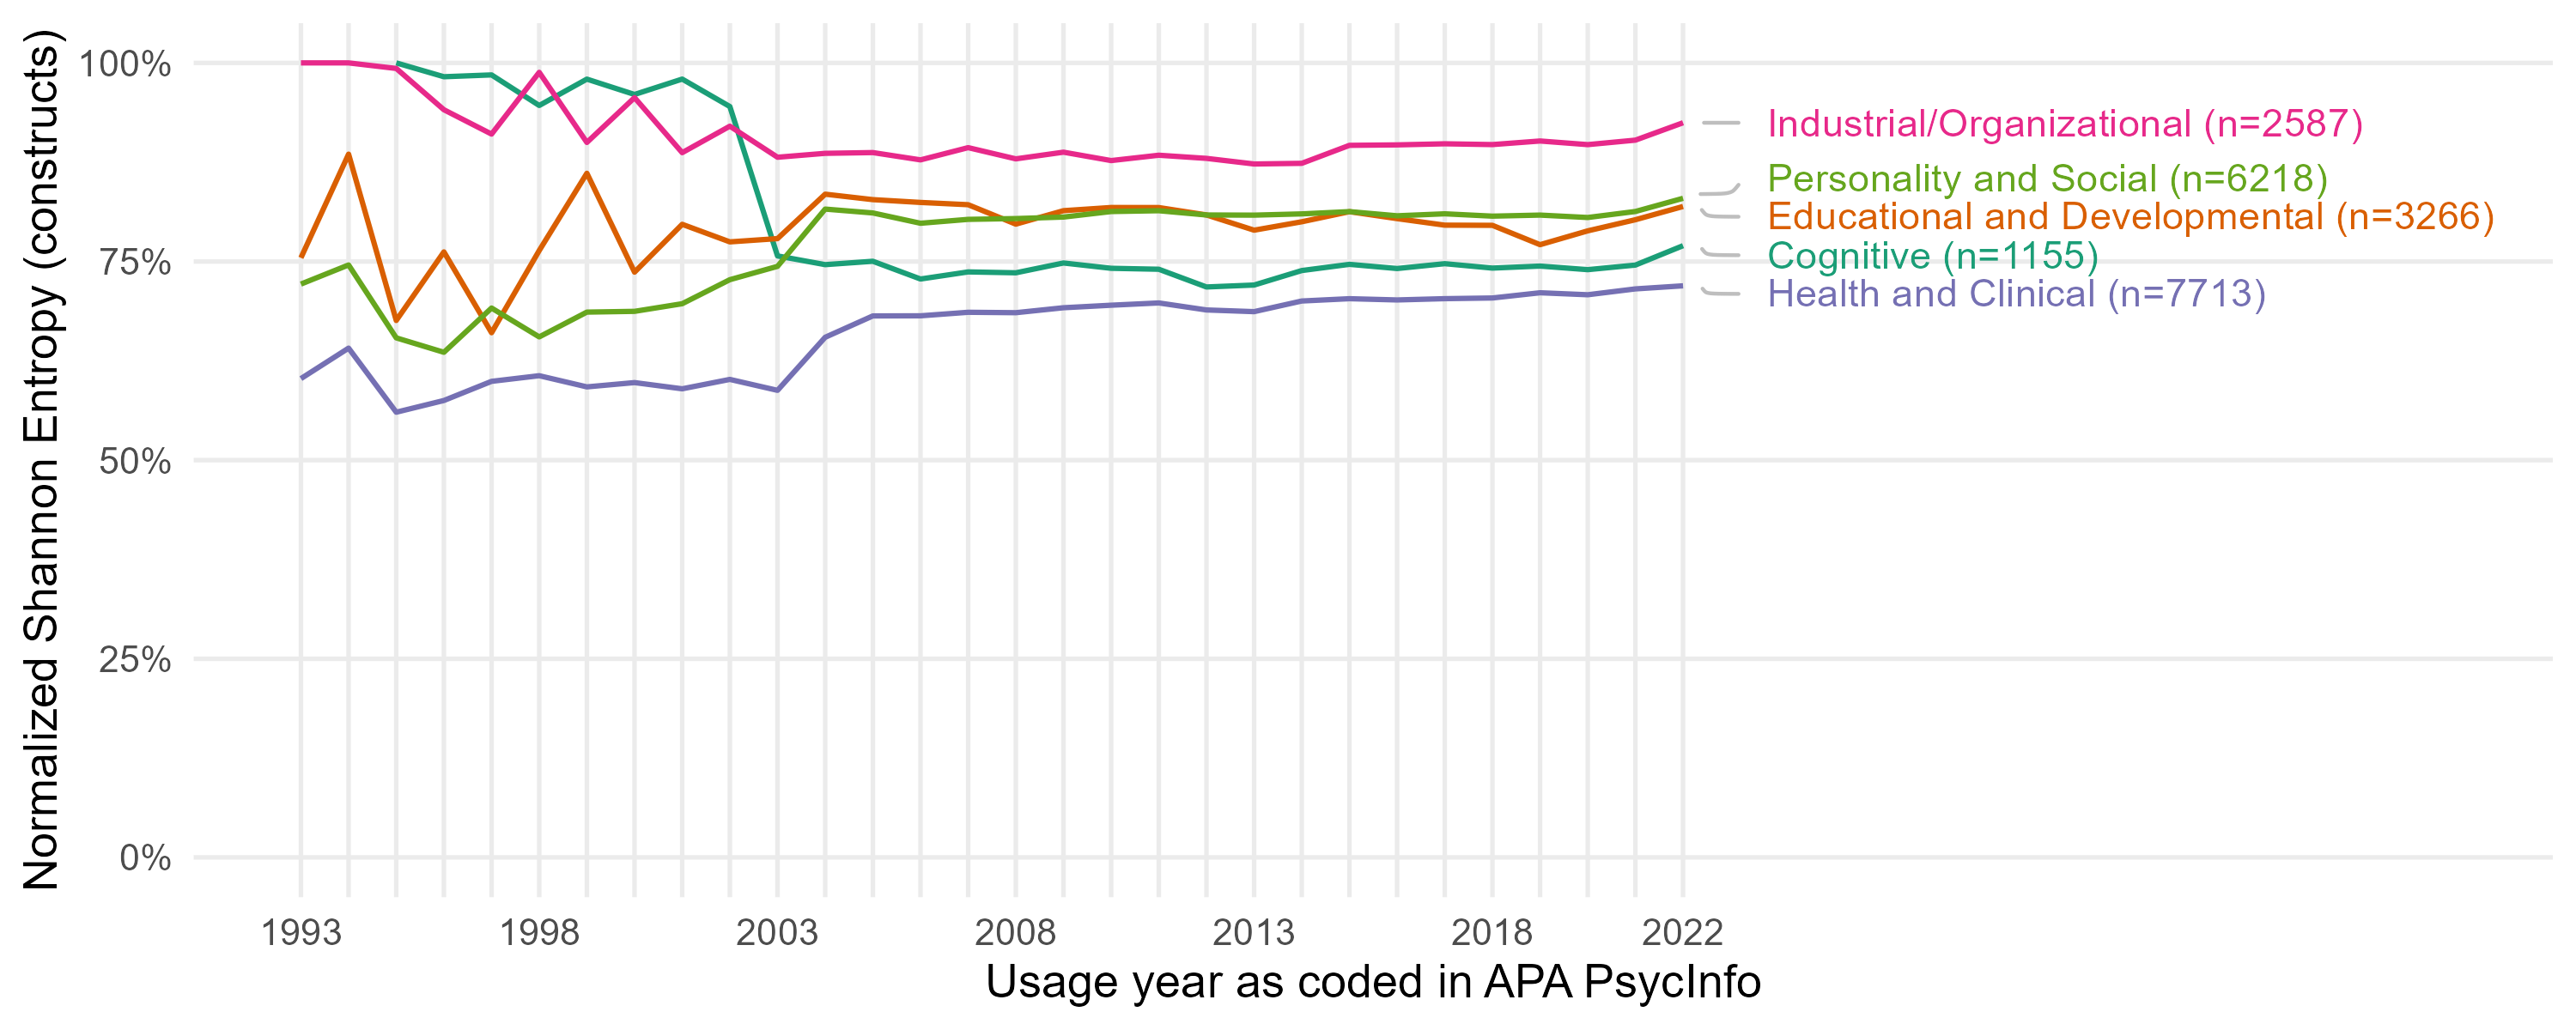 Normalized Shannon Entropy (constructs)
100%
75%
50%
25%
0%
Industrial/Organizational (n=2587)
Personality and Social (n=6218)
Educational and Developmental (n=3266)
Cognitive (n=1155)
Health and Clinical (n=7713)
1993 1998 2003 2008 2013 2018 2022
Usage year as coded in APA PsycInfo